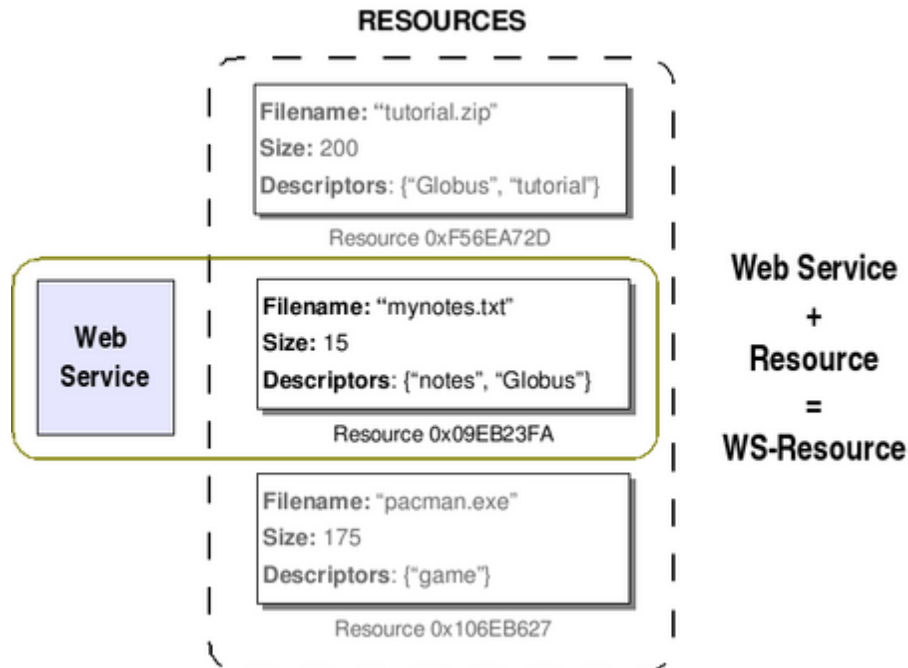 RESOURCES
Filename: “tutorial.zip”
Size: 200
Descriptors: {“Globus”, “tutorial”}
Resource 0xF56EA72D
Web
Service
Filename: “mynotes.txt”
Size: 15
Descriptors: {“notes”, “Globus”}
Resource 0x09EB23FA
Filename: “pacman.exe”
Size: 175
Descriptors: {“game”}
Resource 0x106EB627
Web Service
+
Resource
=
WS-Resource